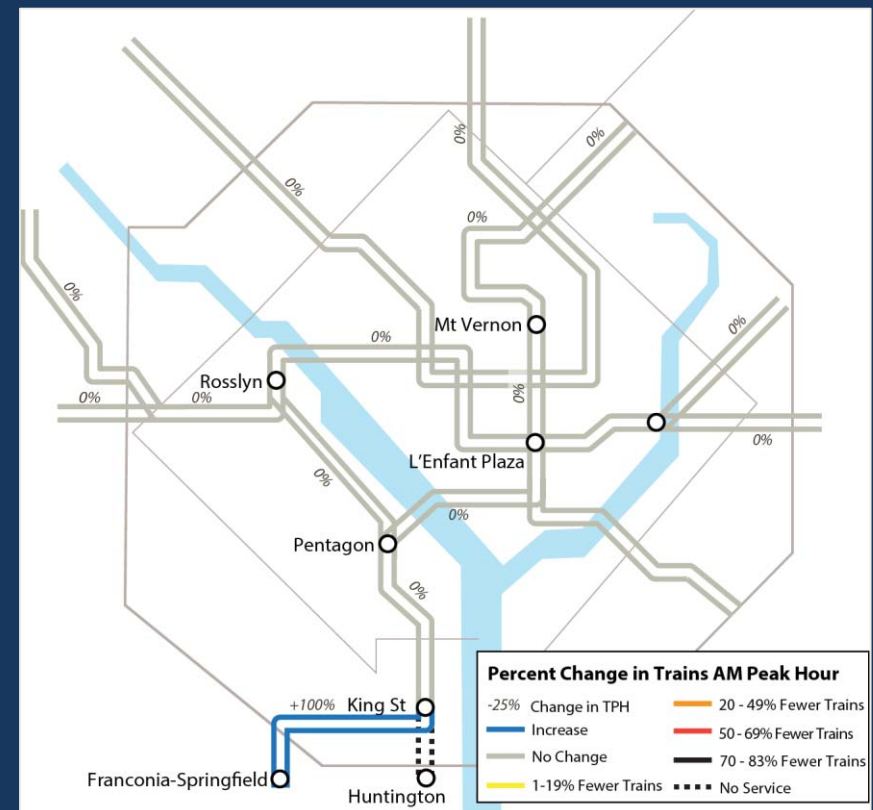 0%
0%
0%
0%
0%
0%
Mt Vernon
0%
0%
Rosslyn
0%
0%
0%
L'Enfant Plaza
0%
0%
0%
Pentagon
0%
+100%
King St
Franconia-Springfield
Huntington
Percent Change in Trains AM Peak Hour
-25% Change in TPH
Increase
No Change
1-19% Fewer Trains
20 - 49% Fewer Trains
50 - 69% Fewer Trains
70 - 83% Fewer Trains
No Service